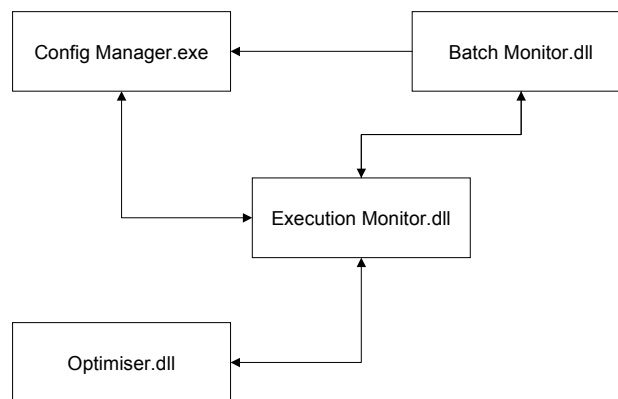 Config Manager.exe
Batch Monitor.dll
Execution Monitor.dll
Optimiser.dll